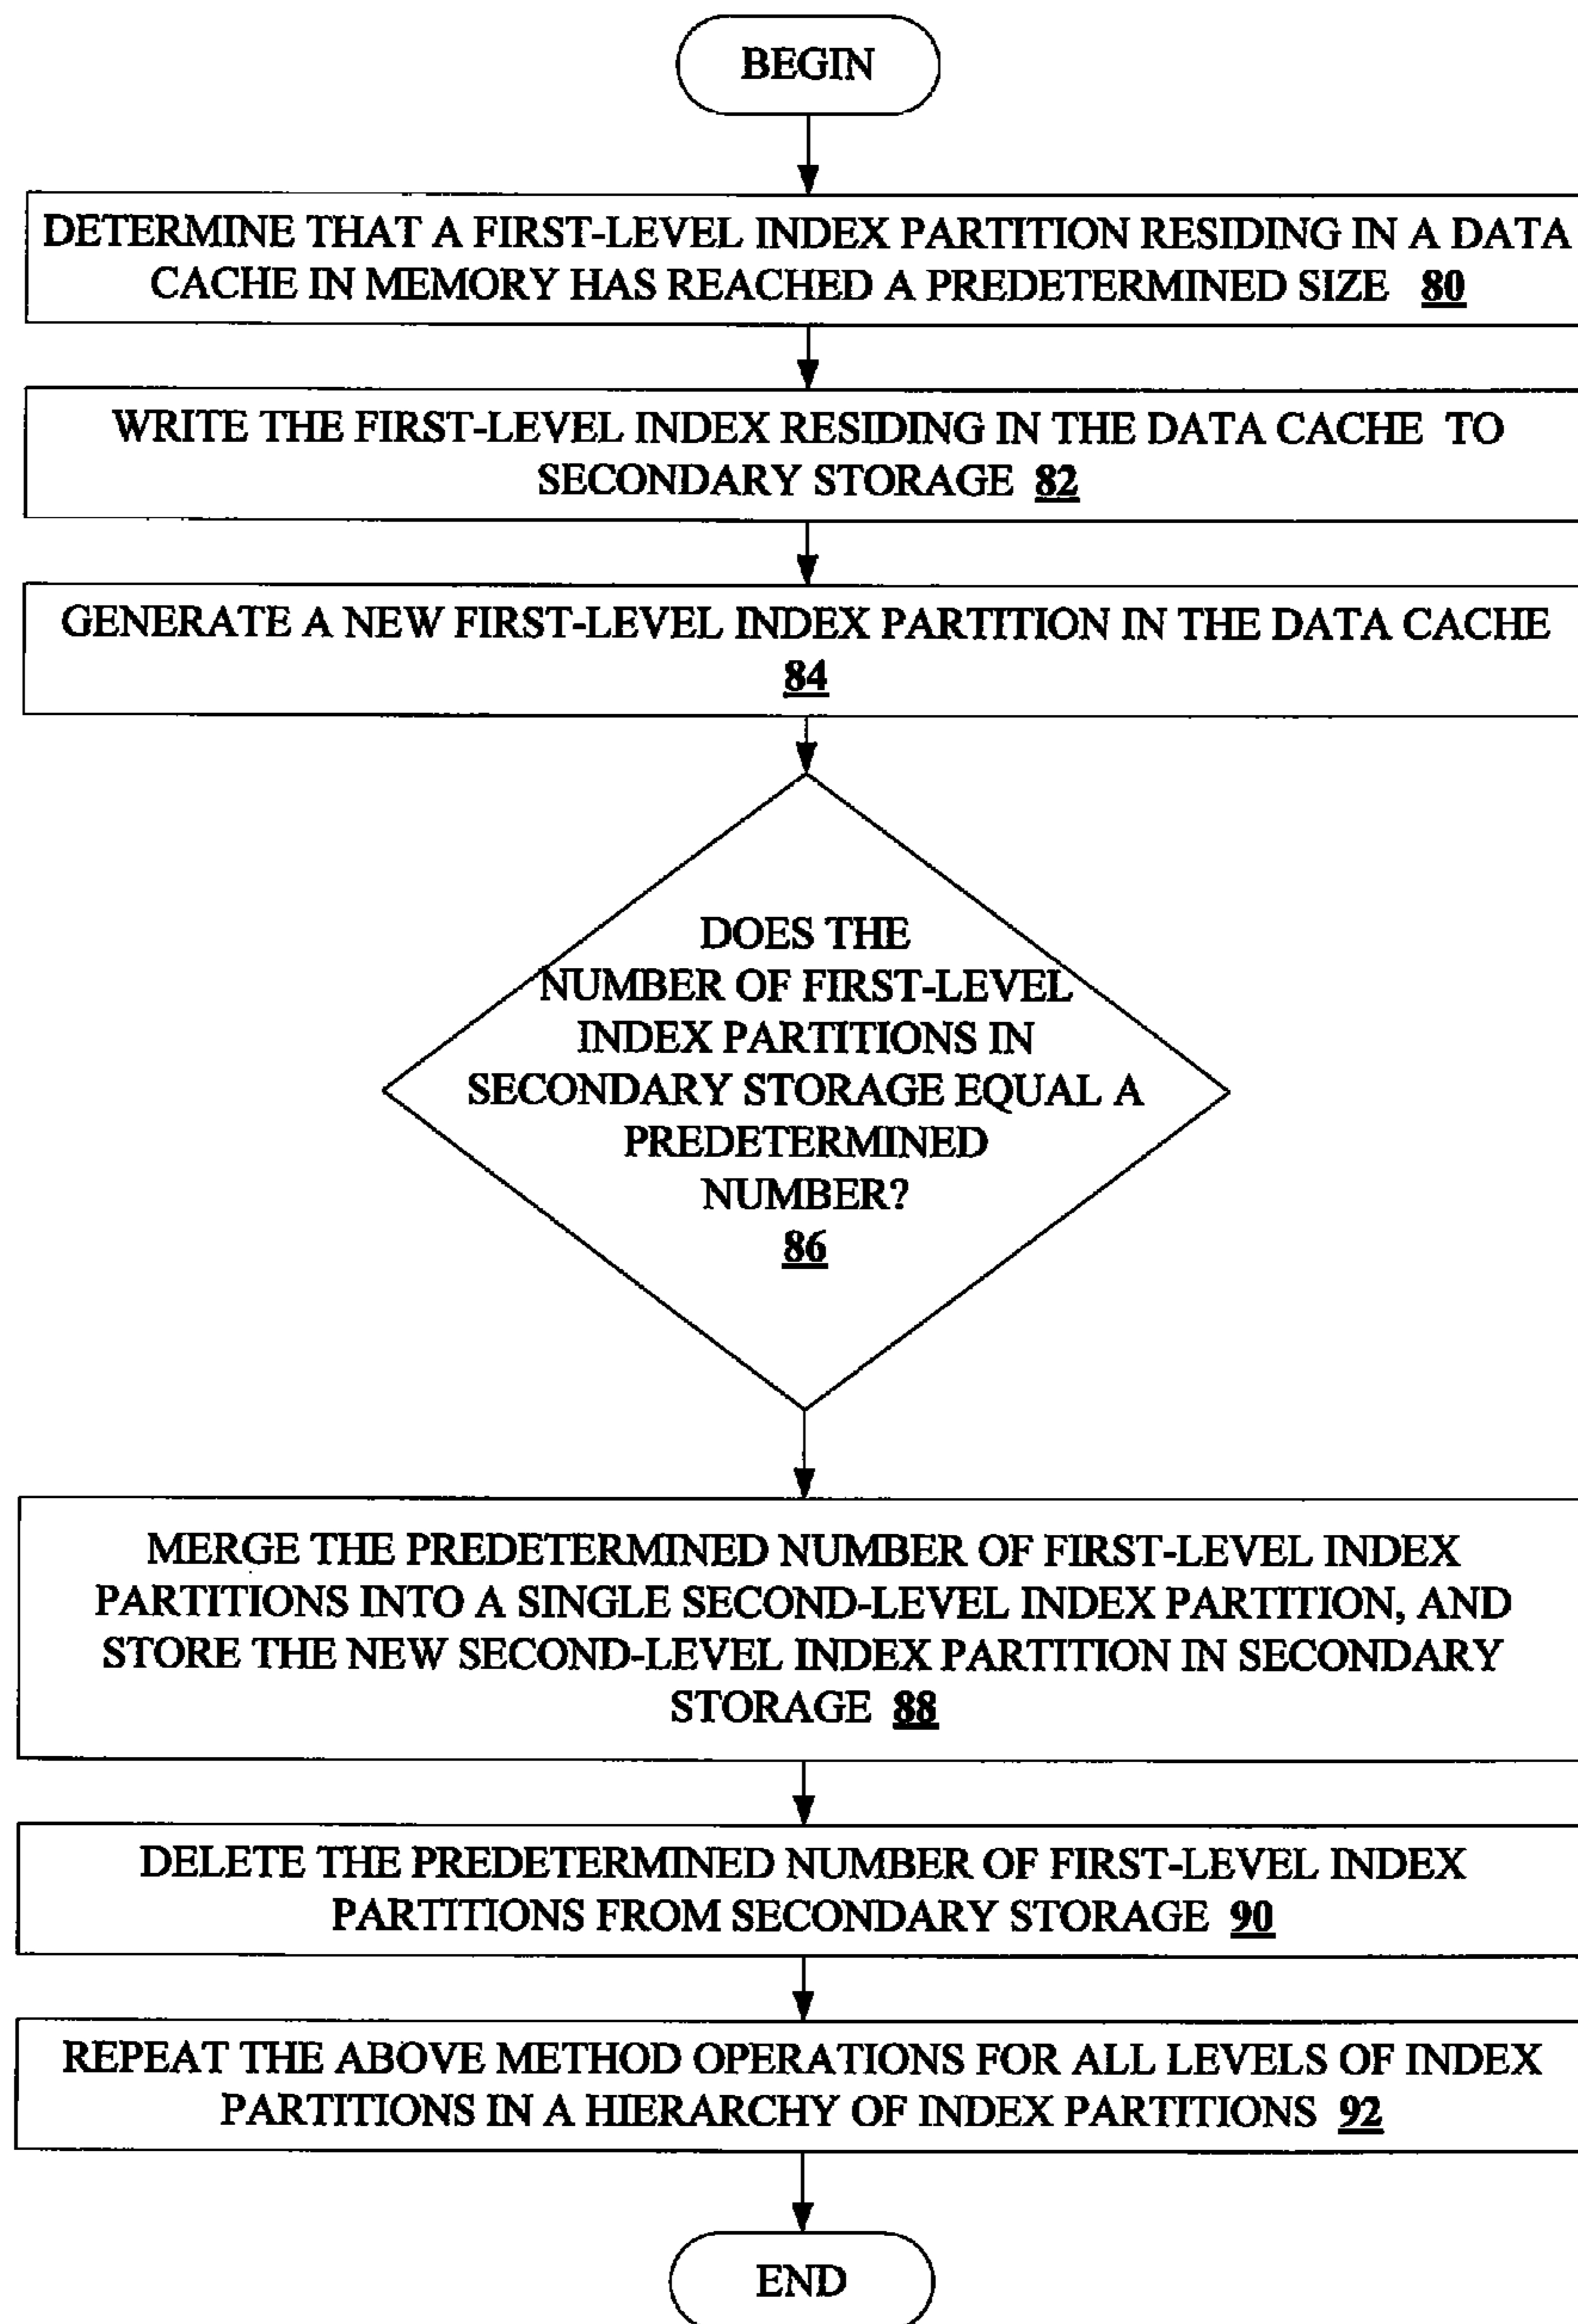 BEGIN
DETERMINE THAT A FIRST-LEVEL INDEX PARTITION RESIDING IN A DATA
CACHE IN MEMORY HAS REACHED A PREDETERMINED SIZE 80
WRITE THE FIRST-LEVEL INDEX RESIDING IN THE DATA CACHE TO
SECONDARY STORAGE 82
GENERATE A NEW FIRST-LEVEL INDEX PARTITION IN THE DATA CACHE
84
DOES THE
NUMBER OF FIRST-LEVEL
INDEX PARTITIONS IN
SECONDARY STORAGE EQUAL A
PREDETERMINED
NUMBER?
86
MERGE THE PREDETERMINED NUMBER OF FIRST-LEVEL INDEX
PARTITIONS INTO A SINGLE SECOND-LEVEL INDEX PARTITION, AND
STORE THE NEW SECOND-LEVEL INDEX PARTITION IN SECONDARY
STORAGE 88
DELETE THE PREDETERMINED NUMBER OF FIRST-LEVEL INDEX
PARTITIONS FROM SECONDARY STORAGE 90
REPEAT THE ABOVE METHOD OPERATIONS FOR ALL LEVELS OF INDEX
PARTITIONS IN A HIERARCHY OF INDEX PARTITIONS 92
END